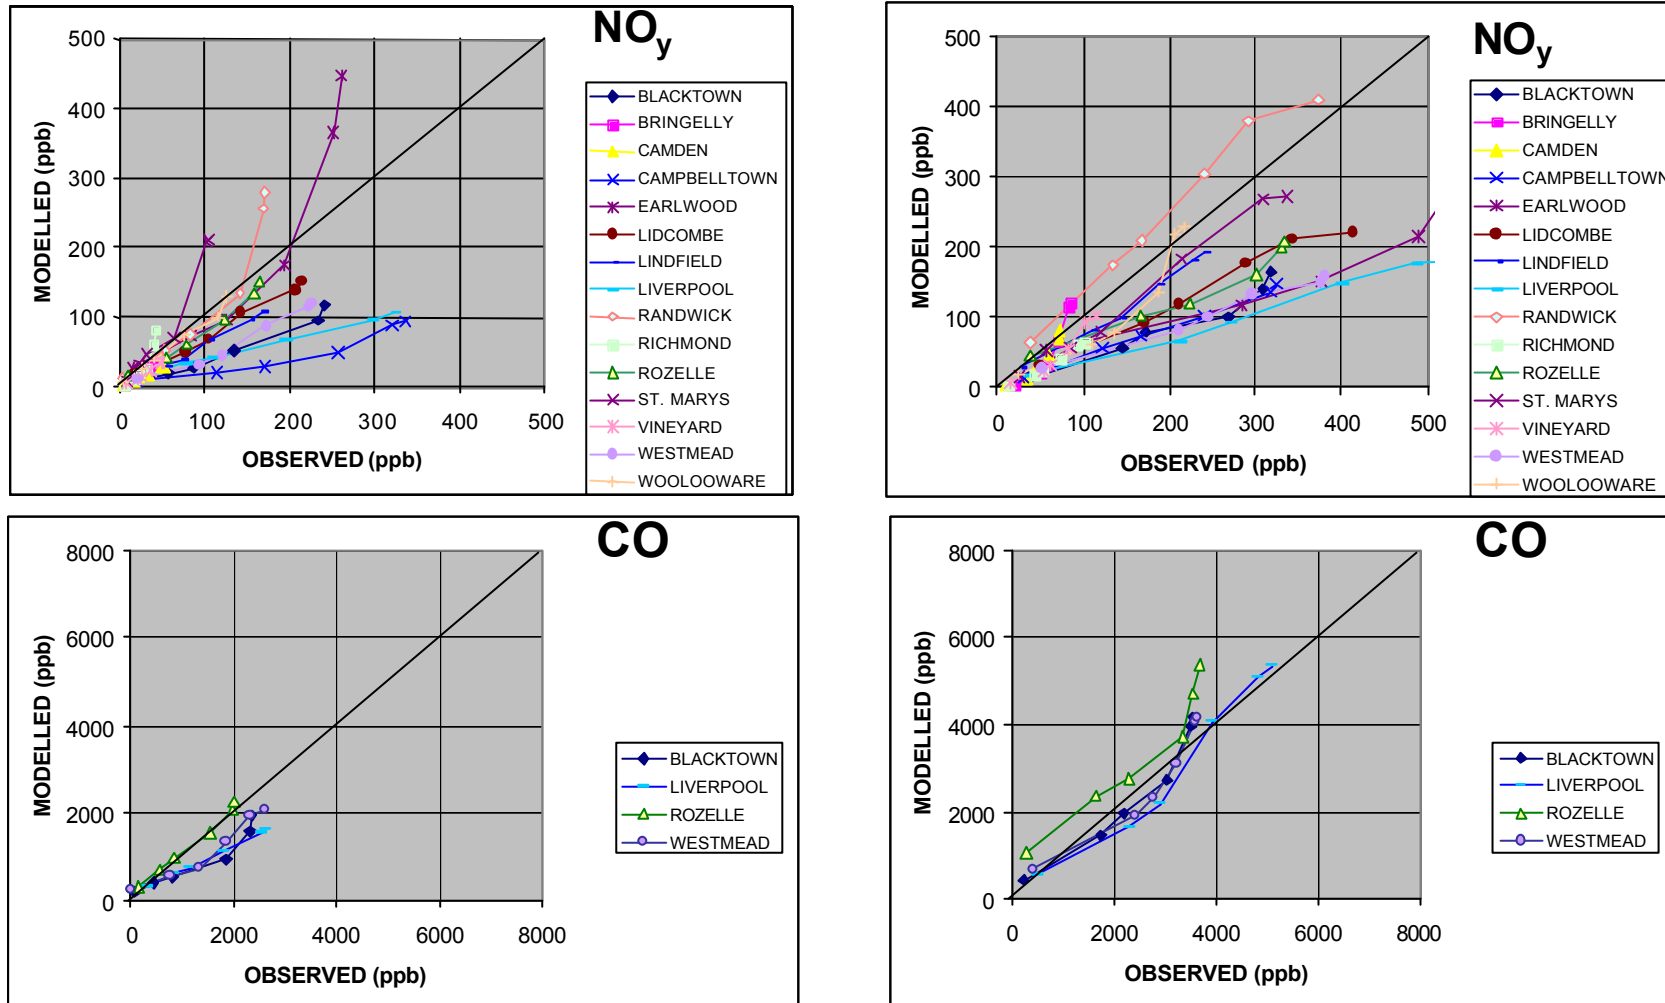 NOy
500
400
300
200
100
0
0 100 200 300 400 500
MODELLED (ppb)
OBSERVED (ppb)
BLACKTOWN
BRINGELLY
CAMDEN
CAMPBELLTOWN
EARLWOOD
LIDCOMBE
LINDFIELD
LIVERPOOL
RANDWICK
RICHMOND
ROZELLE
ST. MARYS
VINEYARD
WESTMEAD
WOOLOOWARE
NOy
500
400
300
200
100
0
0 100 200 300 400 500
MODELLED (ppb)
OBSERVED (ppb)
BLACKTOWN
BRINGELLY
CAMDEN
CAMPBELLTOWN
EARLWOOD
LIDCOMBE
LINDFIELD
LIVERPOOL
RANDWICK
RICHMOND
ROZELLE
ST. MARYS
VINEYARD
WESTMEAD
WOOLOOWARE
CO
8000
6000
4000
2000
0
0 2000 4000 6000 8000
MODELLED (ppb)
OBSERVED (ppb)
BLACKTOWN
LIVERPOOL
ROZELLE
WESTMEAD
CO
8000
6000
4000
2000
0
0 2000 4000 6000 8000
MODELLED (ppb)
OBSERVED (ppb)
BLACKTOWN
LIVERPOOL
ROZELLE
WESTMEAD